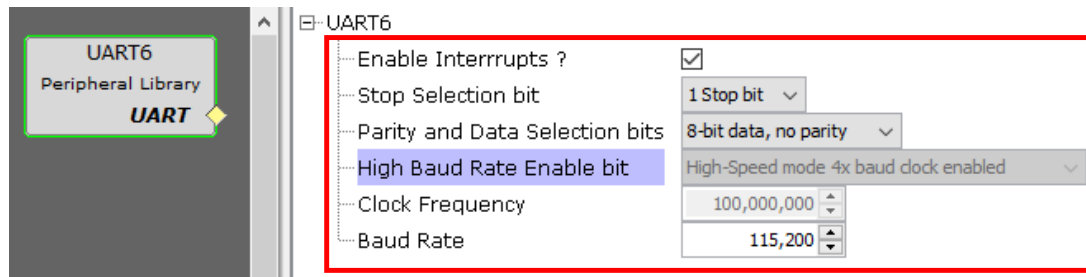 UART6
Peripheral Library
UART
UART6
Enable Interrrupts ?
Stop Selection bit 1 Stop bit
Parity and Data Selection bits 8-bit data, no parity
High Baud Rate Enable bit High-Speed mode 4x baud clock enabled
Clock Frequency 100,000,000
Baud Rate 115,200